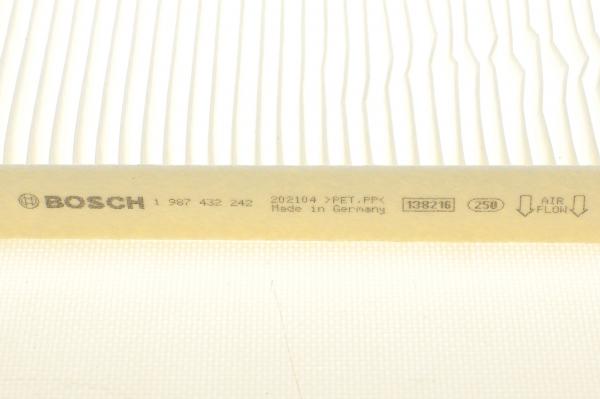 BOSCH 1 987 432 242
202104 >PET,PP<
Made in Germany
138216
250
AIR
FLOW